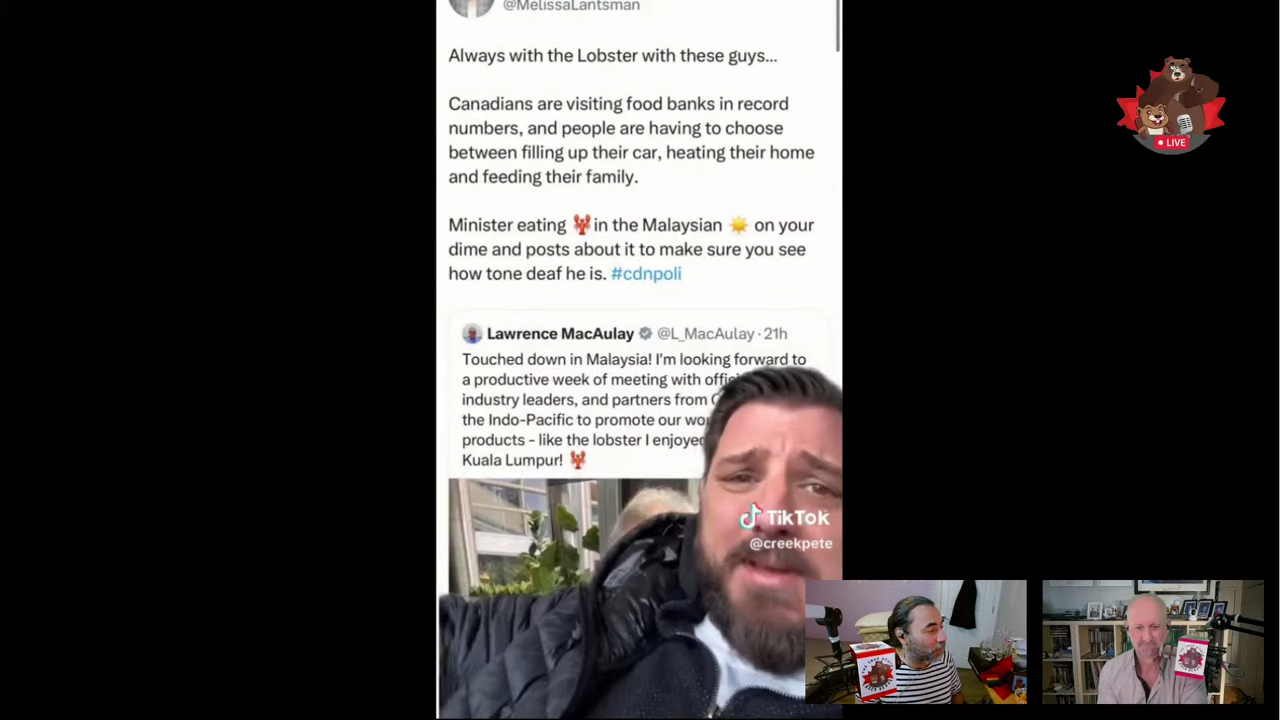 @MelissaLantsman
Always with the Lobster with these guys...
Canadians are visiting food banks in record
numbers, and people are having to choose
between filling up their car, heating their home
and feeding their family.
Minister eating 🦞in the Malaysian ☀️ on your
dime and posts about it to make sure you see
how tone deaf he is. #cdnpoli
Lawrence MacAulay @L_MacAulay · 21h
Touched down in Malaysia! I'm looking forward to
a productive week of meeting with
industry leaders, and partners from
the Indo-Pacific to promote our
products - like the lobster I enjoyed
Kuala Lumpur! 🦞
TikTok
@creekpete
LIVE